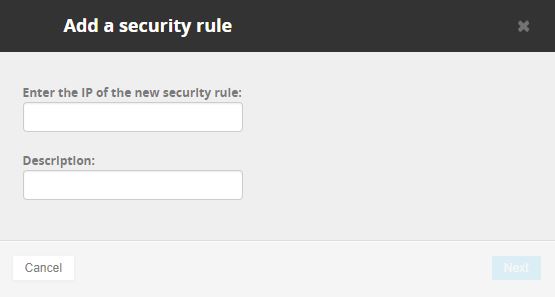 Add a security rule
Enter the IP of the new security rule:
Description:
Cancel
Next